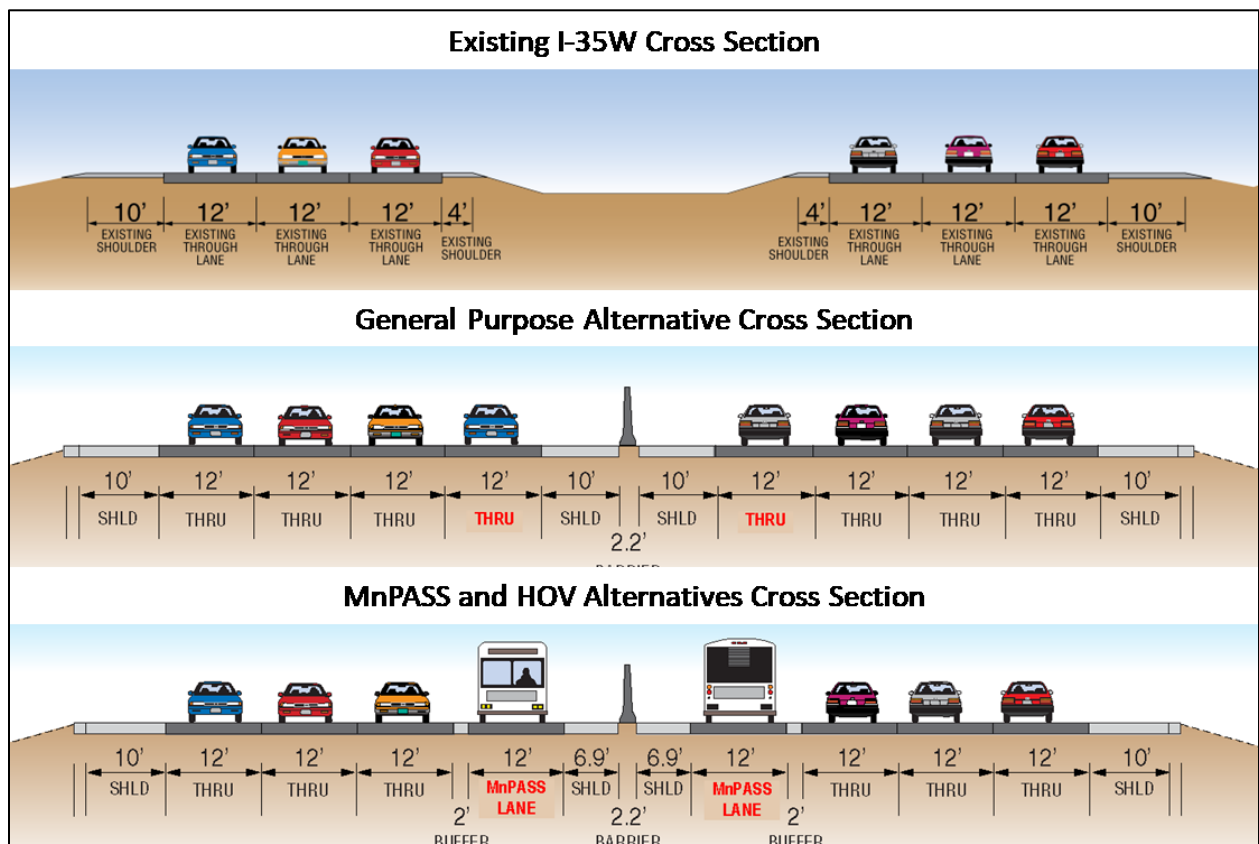 Existing I-35W Cross Section
10' 12' 12' 12' 4' 4' 12' 12' 12' 10'
EXISTING SHOULDER EXISTING THROUGH LANE EXISTING THROUGH LANE EXISTING THROUGH LANE EXISTING SHOULDER EXISTING SHOULDER EXISTING THROUGH LANE EXISTING THROUGH LANE EXISTING THROUGH LANE EXISTING SHOULDER
General Purpose Alternative Cross Section
10' 12' 12' 12' 12' 10' 10' 12' 12' 12' 12' 10'
SHLD THRU THRU THRU THRU SHLD SHLD THRU THRU THRU THRU SHLD
2.2'
BARRIER
MnPASS and HOV Alternatives Cross Section
10' 12' 12' 12' 12' 6.9' 6.9' 12' 12' 12' 12' 10'
SHLD THRU THRU THRU MnPASS LANE SHLD SHLD MnPASS LANE THRU THRU THRU SHLD
2' 2.2' 2'
BUFFER BARRIER BUFFER